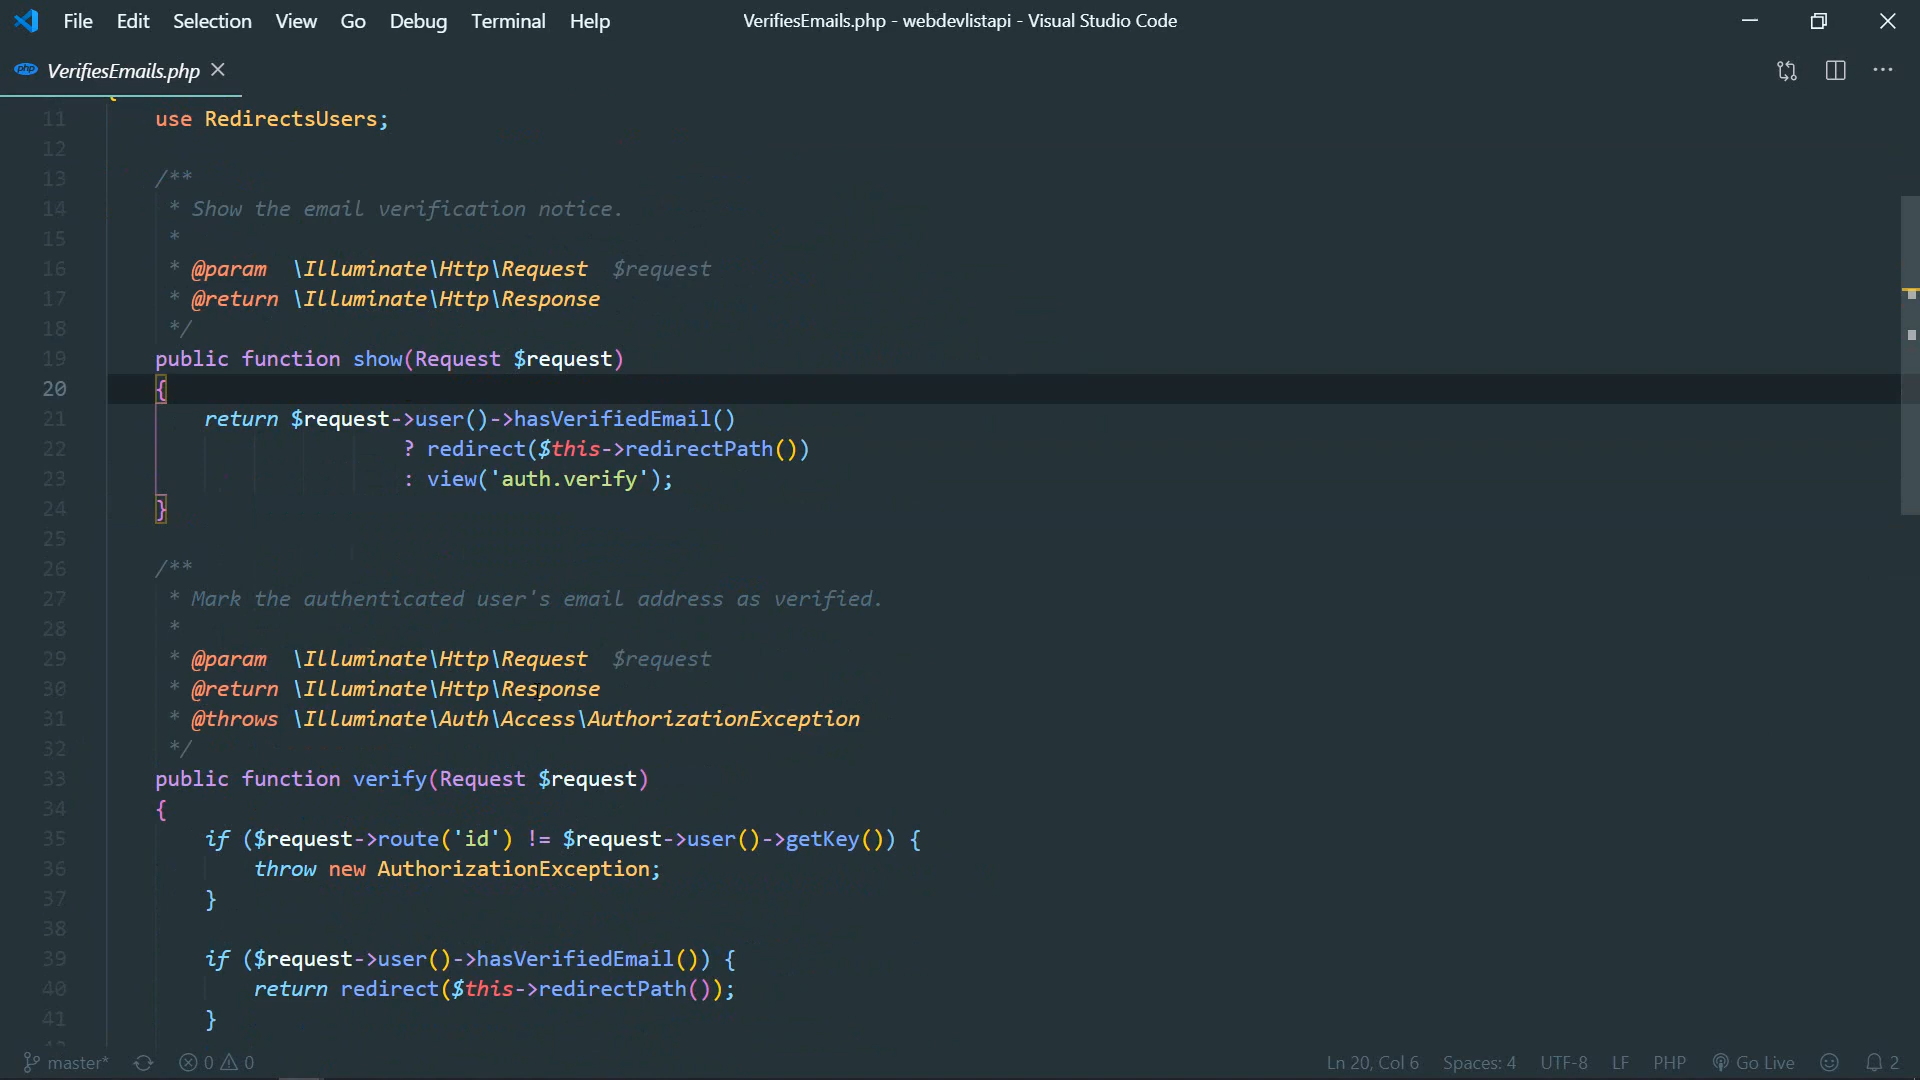 File Edit Selection View Go Debug Terminal Help VerifiesEmails.php - webdevlistapi - Visual Studio Code
php VerifiesEmails.php
11 use RedirectsUsers;
12
13 /**
14 * Show the email verification notice.
15 *
16 * @param  \Illuminate\Http\Request  $request
17 * @return \Illuminate\Http\Response
18 */
19 public function show(Request $request)
20 {
21 return $request->user()->hasVerifiedEmail()
22 ? redirect($this->redirectPath())
23 : view('auth.verify');
24 }
25
26 /**
27 * Mark the authenticated user's email address as verified.
28 *
29 * @param  \Illuminate\Http\Request  $request
30 * @return \Illuminate\Http\Response
31 * @throws \Illuminate\Auth\Access\AuthorizationException
32 */
33 public function verify(Request $request)
34 {
35 if ($request->route('id') != $request->user()->getKey()) {
36 throw new AuthorizationException;
37 }
38
39 if ($request->user()->hasVerifiedEmail()) {
40 return redirect($this->redirectPath());
41 }
master* 0 0 Ln 20, Col 6 Spaces: 4 UTF-8 LF PHP Go Live 2